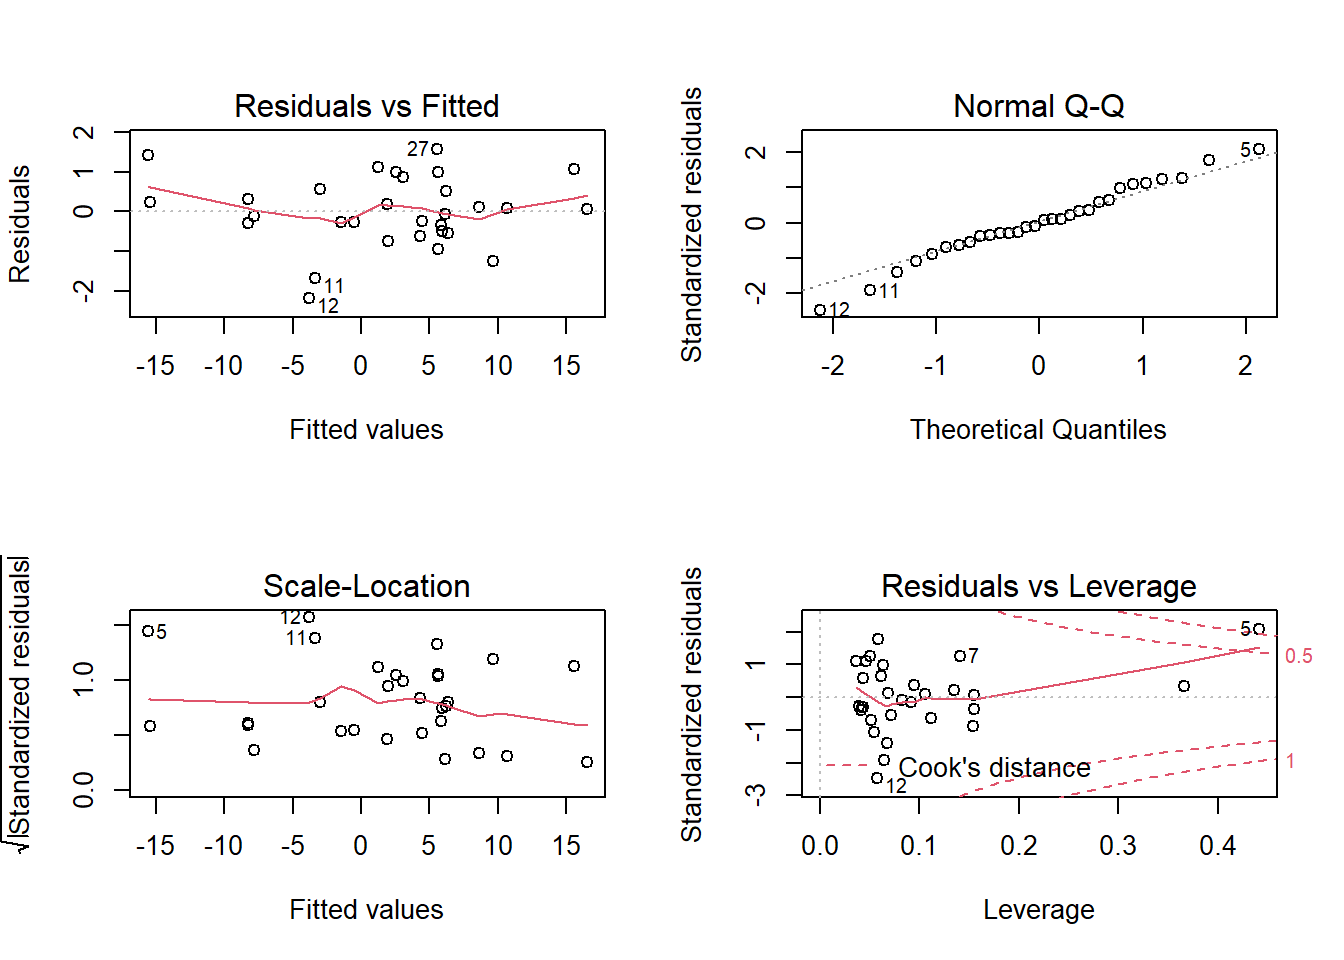 Residuals vs Fitted
Residuals
2
1
0
-2
27
11
12
-15 -10 -5 0 5 10 15
Fitted values
Normal Q-Q
Standardized residuals
2
0
-2
5
11
12
-2 -1 0 1 2
Theoretical Quantiles
Scale-Location
√|Standardized residuals|
1.0
0.0
12
5
11
-15 -10 -5 0 5 10 15
Fitted values
Residuals vs Leverage
Standardized residuals
1
-1
-3
5
7
0.5
1
Cook's distance
12
0.0 0.1 0.2 0.3 0.4
Leverage